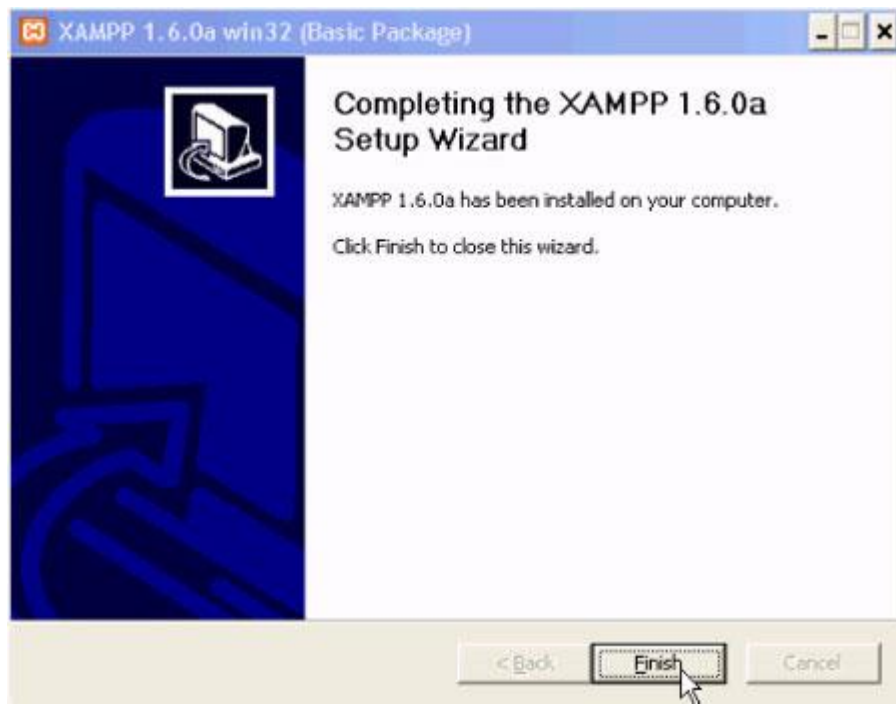 XAMPP 1.6.0a win32 (Basic Package)
Completing the XAMPP 1.6.0a
Setup Wizard
XAMPP 1.6.0a has been installed on your computer.
Click Finish to close this wizard.
< Back
Finish
Cancel